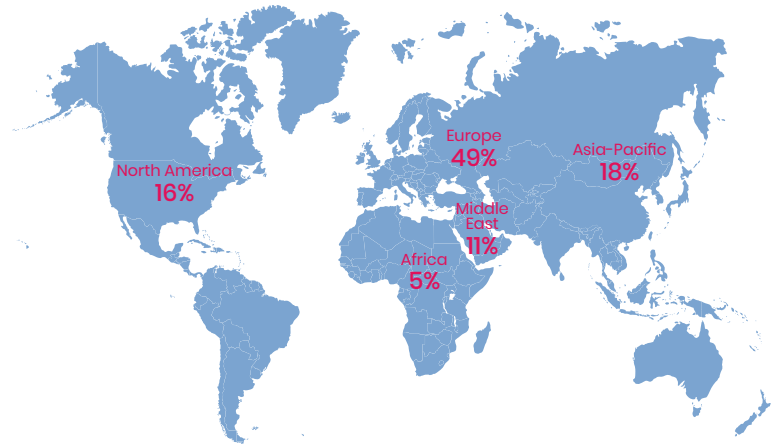 Europe
49%
Asia-Pacific
18%
North America
16%
Middle
East
11%
Africa
5%